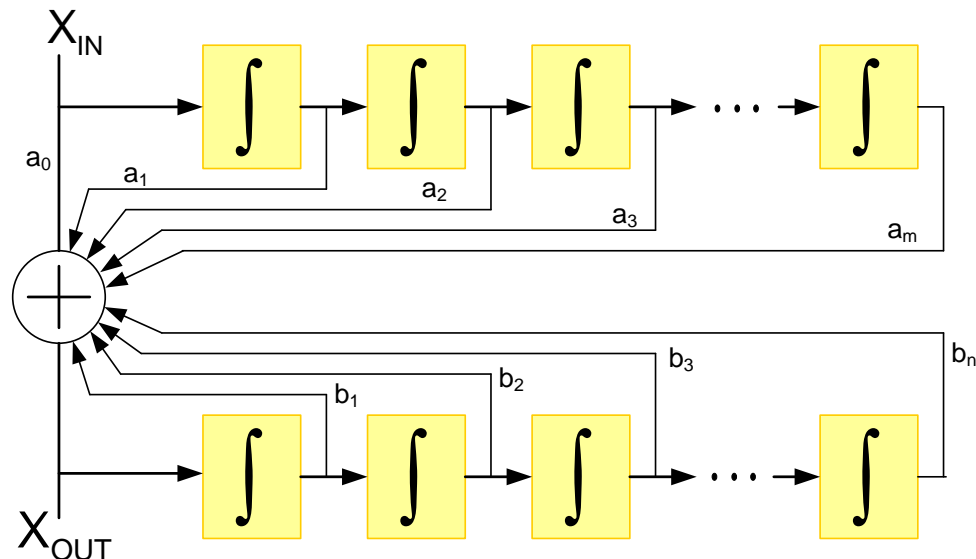 X_IN
∫ ∫ ∫ ... ∫
a₀
a₁
a₂
a₃
aₘ
+
b₁
b₂
b₃
bₙ
∫ ∫ ∫ ... ∫
X_OUT